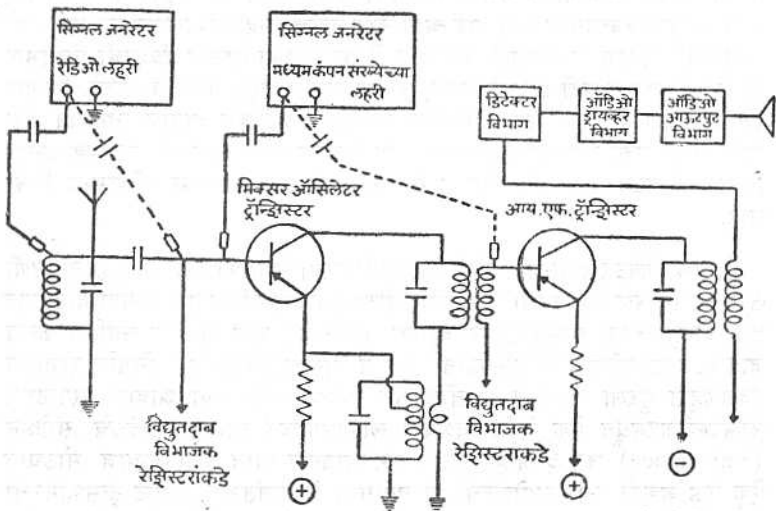 सिग्नल जनरेटर
रेडिओ लहरी
सिग्नल जनरेटर
मध्यमकंपन संख्येच्या
लहरी
डिटेक्टर
विभाग
ऑडिओ
ड्रायव्हर
विभाग
ऑडिओ
आऊटपुट
विभाग
मिक्सर ऑसिलेटर
ट्रॅान्झिस्टर
आय.एफ. ट्रॅान्झिस्टर
विद्युतदाब
विभाजक
रेझिस्टराकडे
विद्युतदाब
विभाजक
रेझिस्टराकडे
+
+
−